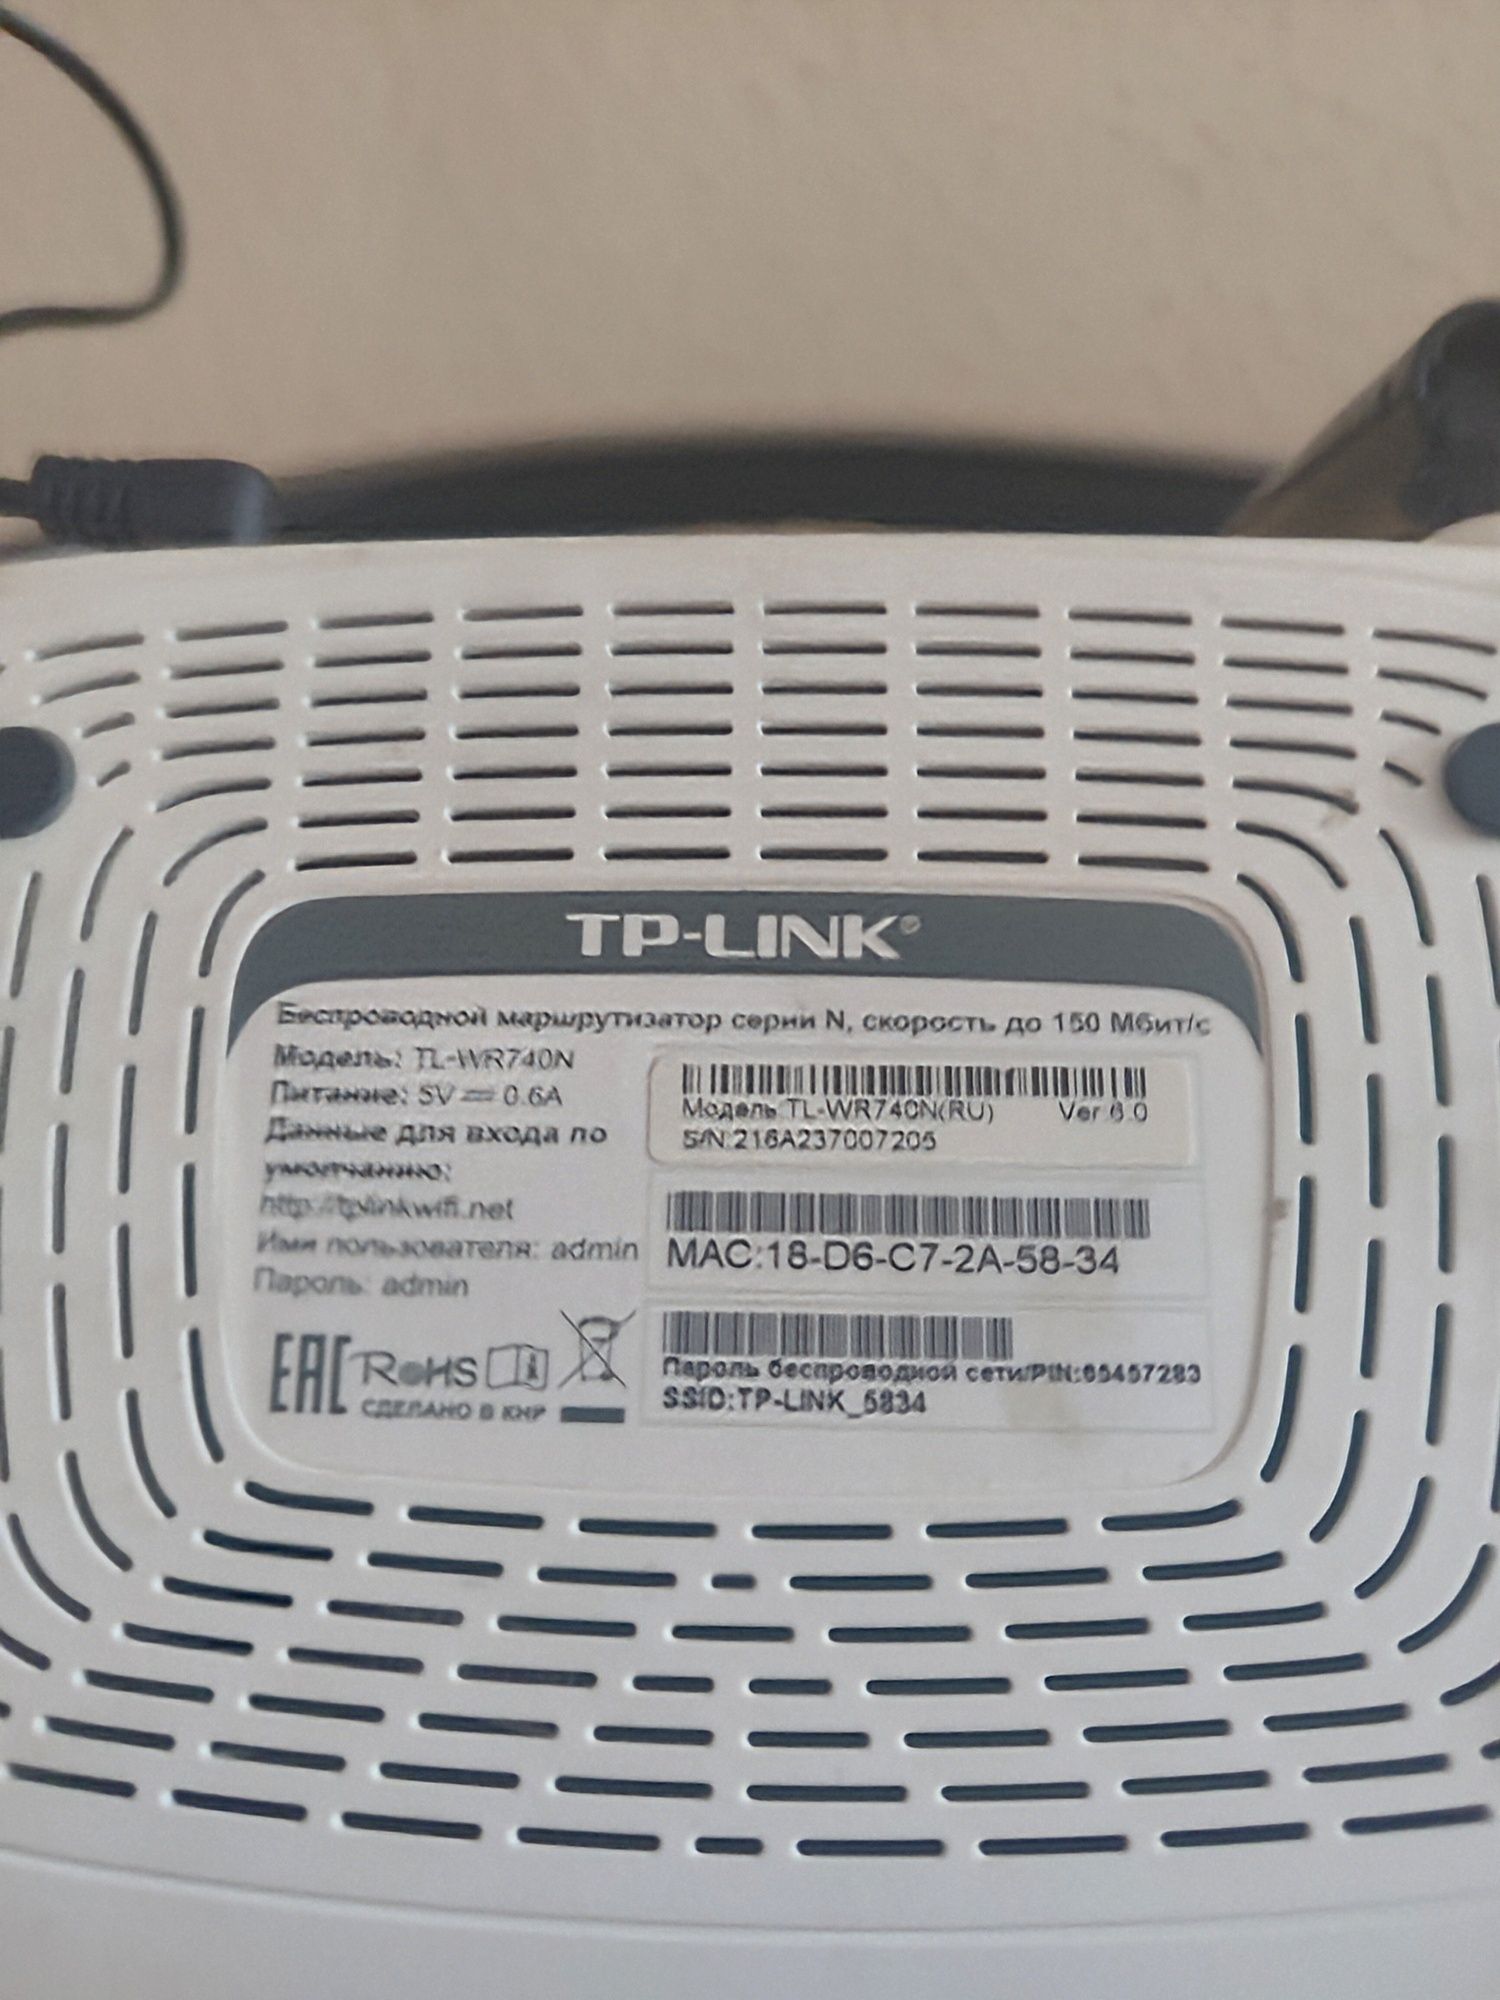 TP-LINK®
Беспроводной маршрутизатор серии N, скорость до 150 Мбит/с
Модель: TL-WR740N
Питание: 5V ⎓ 0.6A
Данные для входа по
умолчанию:
http://tplinkwifi.net
Имя пользователя: admin
Пароль: admin
EAC RoHS
СДЕЛАНО В КНР
Модель:TL-WR740N(RU) Ver 6.0
S/N:216A237007205
MAC:18-D6-C7-2A-58-34
Пароль беспроводной сети/PIN:
SSID:TP-LINK_5834